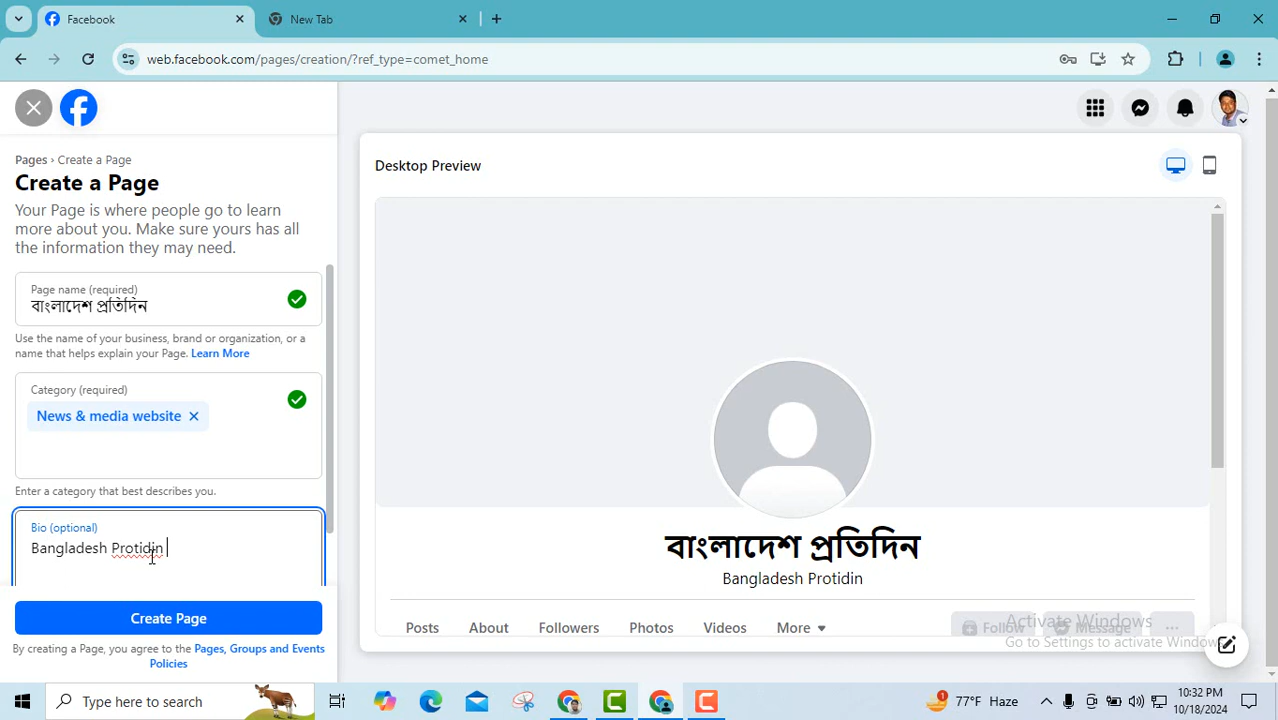 Facebook
New Tab
web.facebook.com/pages/creation/?ref_type=comet_home
Pages › Create a Page
Create a Page
Your Page is where people go to learn
more about you. Make sure yours has all
the information they may need.
Page name (required)
বাংলাদেশ প্রতিদিন
Use the name of your business, brand or organization, or a
name that helps explain your Page. Learn More
Category (required)
News & media website
Enter a category that best describes you.
Bio (optional)
Bangladesh Protidin
Create Page
By creating a Page, you agree to the Pages, Groups and Events
Policies
Desktop Preview
বাংলাদেশ প্রতিদিন
Bangladesh Protidin
Posts About Followers Photos Videos More
Follow Message ...
Activate Windows
Go to Settings to activate Windows.
Type here to search
1
77°F Haze
10:32 PM
10/18/2024